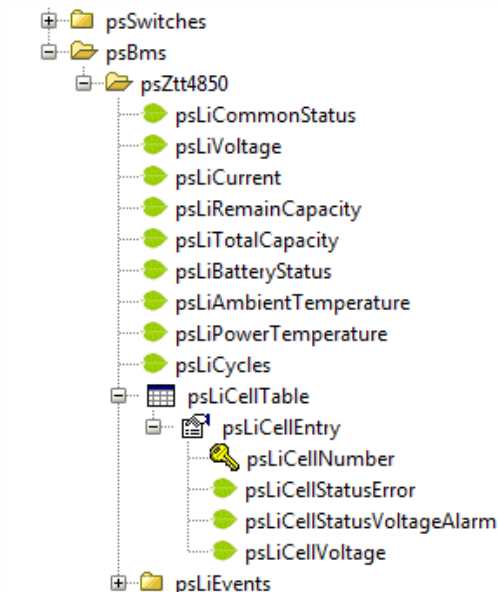 psSwitches
psBms
psZtt4850
psLiCommonStatus
psLiVoltage
psLiCurrent
psLiRemainCapacity
psLiTotalCapacity
psLiBatteryStatus
psLiAmbientTemperature
psLiPowerTemperature
psLiCycles
psLiCellTable
psLiCellEntry
psLiCellNumber
psLiCellStatusError
psLiCellStatusVoltageAlarm
psLiCellVoltage
psLiEvents